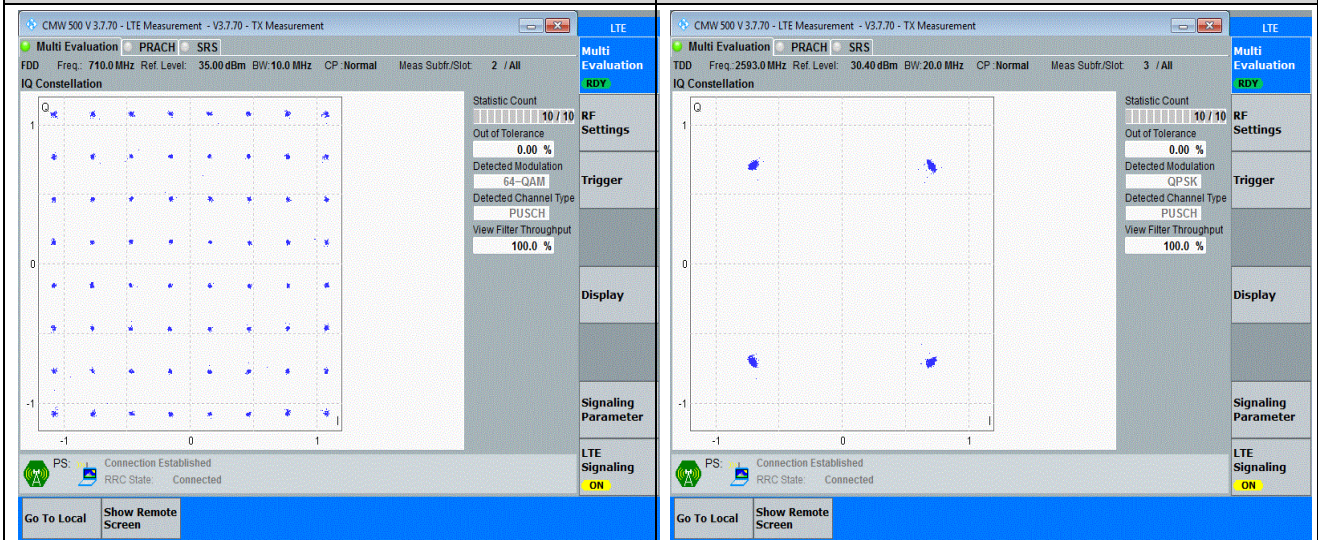 CMW 500 V 3.7.70 - LTE Measurement - V3.7.70 - TX Measurement
LTE
Multi Evaluation PRACH SRS
Multi
Evaluation
RDY
FDD Freq.: 710.0 MHz Ref. Level: 35.00 dBm BW: 10.0 MHz CP : Normal Meas Subfr./Slot: 2 / All
IQ Constellation
Q
1
0
-1
-1 0 1
I
Statistic Count
10 / 10
Out of Tolerance
0.00 %
Detected Modulation
64-QAM
Detected Channel Type
PUSCH
View Filter Throughput
100.0 %
RF
Settings
Trigger
Display
Signaling
Parameter
LTE
Signaling
ON
PS: Connection Established
RRC State: Connected
Go To Local
Show Remote
Screen
CMW 500 V 3.7.70 - LTE Measurement - V3.7.70 - TX Measurement
LTE
Multi Evaluation PRACH SRS
Multi
Evaluation
RDY
TDD Freq.: 2593.0 MHz Ref. Level: 30.40 dBm BW: 20.0 MHz CP : Normal Meas Subfr./Slot: 3 / All
IQ Constellation
Q
1
0
-1
-1 0 1
I
Statistic Count
10 / 10
Out of Tolerance
0.00 %
Detected Modulation
QPSK
Detected Channel Type
PUSCH
View Filter Throughput
100.0 %
RF
Settings
Trigger
Display
Signaling
Parameter
LTE
Signaling
ON
PS: Connection Established
RRC State: Connected
Go To Local
Show Remote
Screen